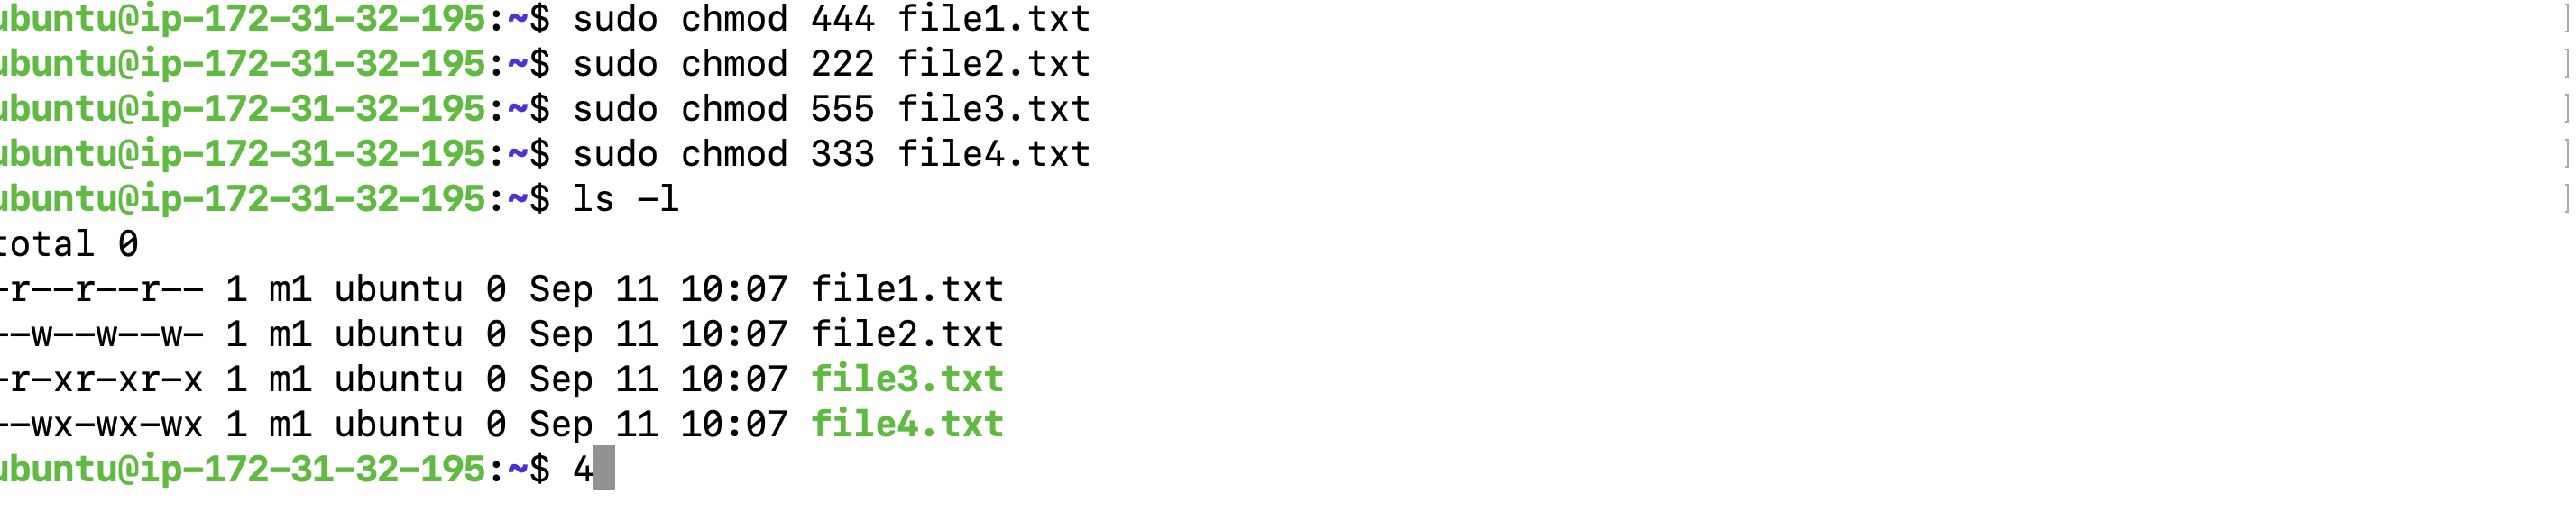 ubuntu@ip-172-31-32-195:~$ sudo chmod 444 file1.txt ]
ubuntu@ip-172-31-32-195:~$ sudo chmod 222 file2.txt ]
ubuntu@ip-172-31-32-195:~$ sudo chmod 555 file3.txt ]
ubuntu@ip-172-31-32-195:~$ sudo chmod 333 file4.txt ]
ubuntu@ip-172-31-32-195:~$ ls -l ]
total 0
-r--r--r-- 1 m1 ubuntu 0 Sep 11 10:07 file1.txt
--w--w--w- 1 m1 ubuntu 0 Sep 11 10:07 file2.txt
-r-xr-xr-x 1 m1 ubuntu 0 Sep 11 10:07 file3.txt
--wx-wx-wx 1 m1 ubuntu 0 Sep 11 10:07 file4.txt
ubuntu@ip-172-31-32-195:~$ 4